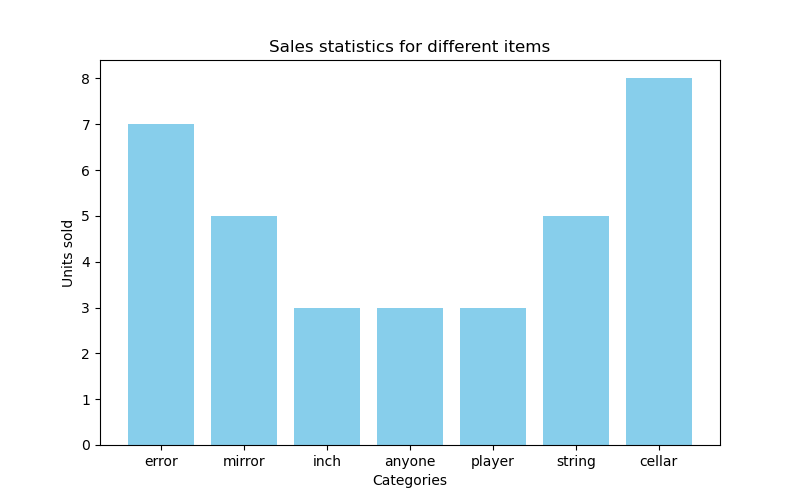 Sales statistics for different items
8
7
6
5
4
3
2
1
0
Units sold
error mirror inch anyone player string cellar
Categories